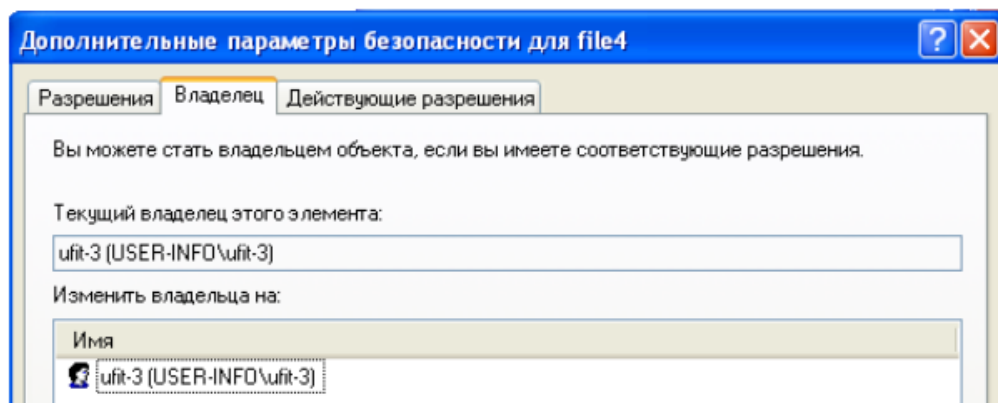 Дополнительные параметры безопасности для file4
Разрешения Владелец Действующие разрешения
Вы можете стать владельцем объекта, если вы имеете соответствующие разрешения.
Текущий владелец этого элемента:
ufit-3 (USER-INFO\ufit-3)
Изменить владельца на:
Имя
ufit-3 (USER-INFO\ufit-3)